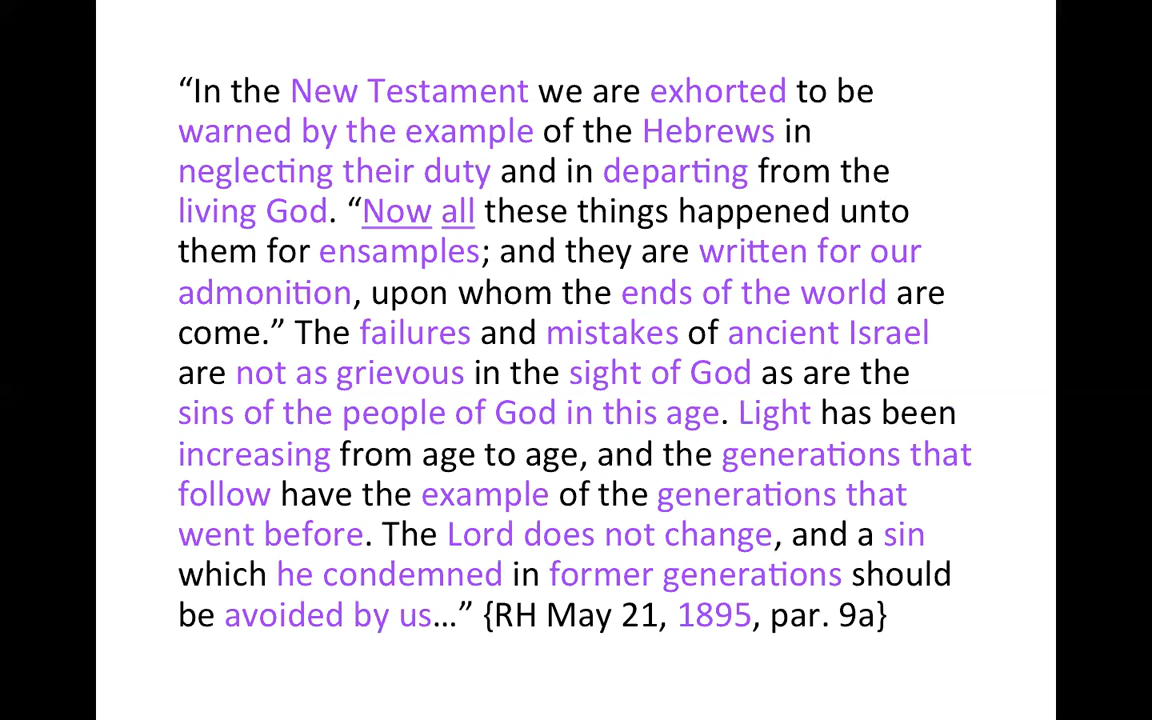 “In the New Testament we are exhorted to be
warned by the example of the Hebrews in
neglecting their duty and in departing from the
living God. “Now all these things happened unto
them for ensamples; and they are written for our
admonition, upon whom the ends of the world are
come.” The failures and mistakes of ancient Israel
are not as grievous in the sight of God as are the
sins of the people of God in this age. Light has been
increasing from age to age, and the generations that
follow have the example of the generations that
went before. The Lord does not change, and a sin
which he condemned in former generations should
be avoided by us…” {RH May 21, 1895, par. 9a}